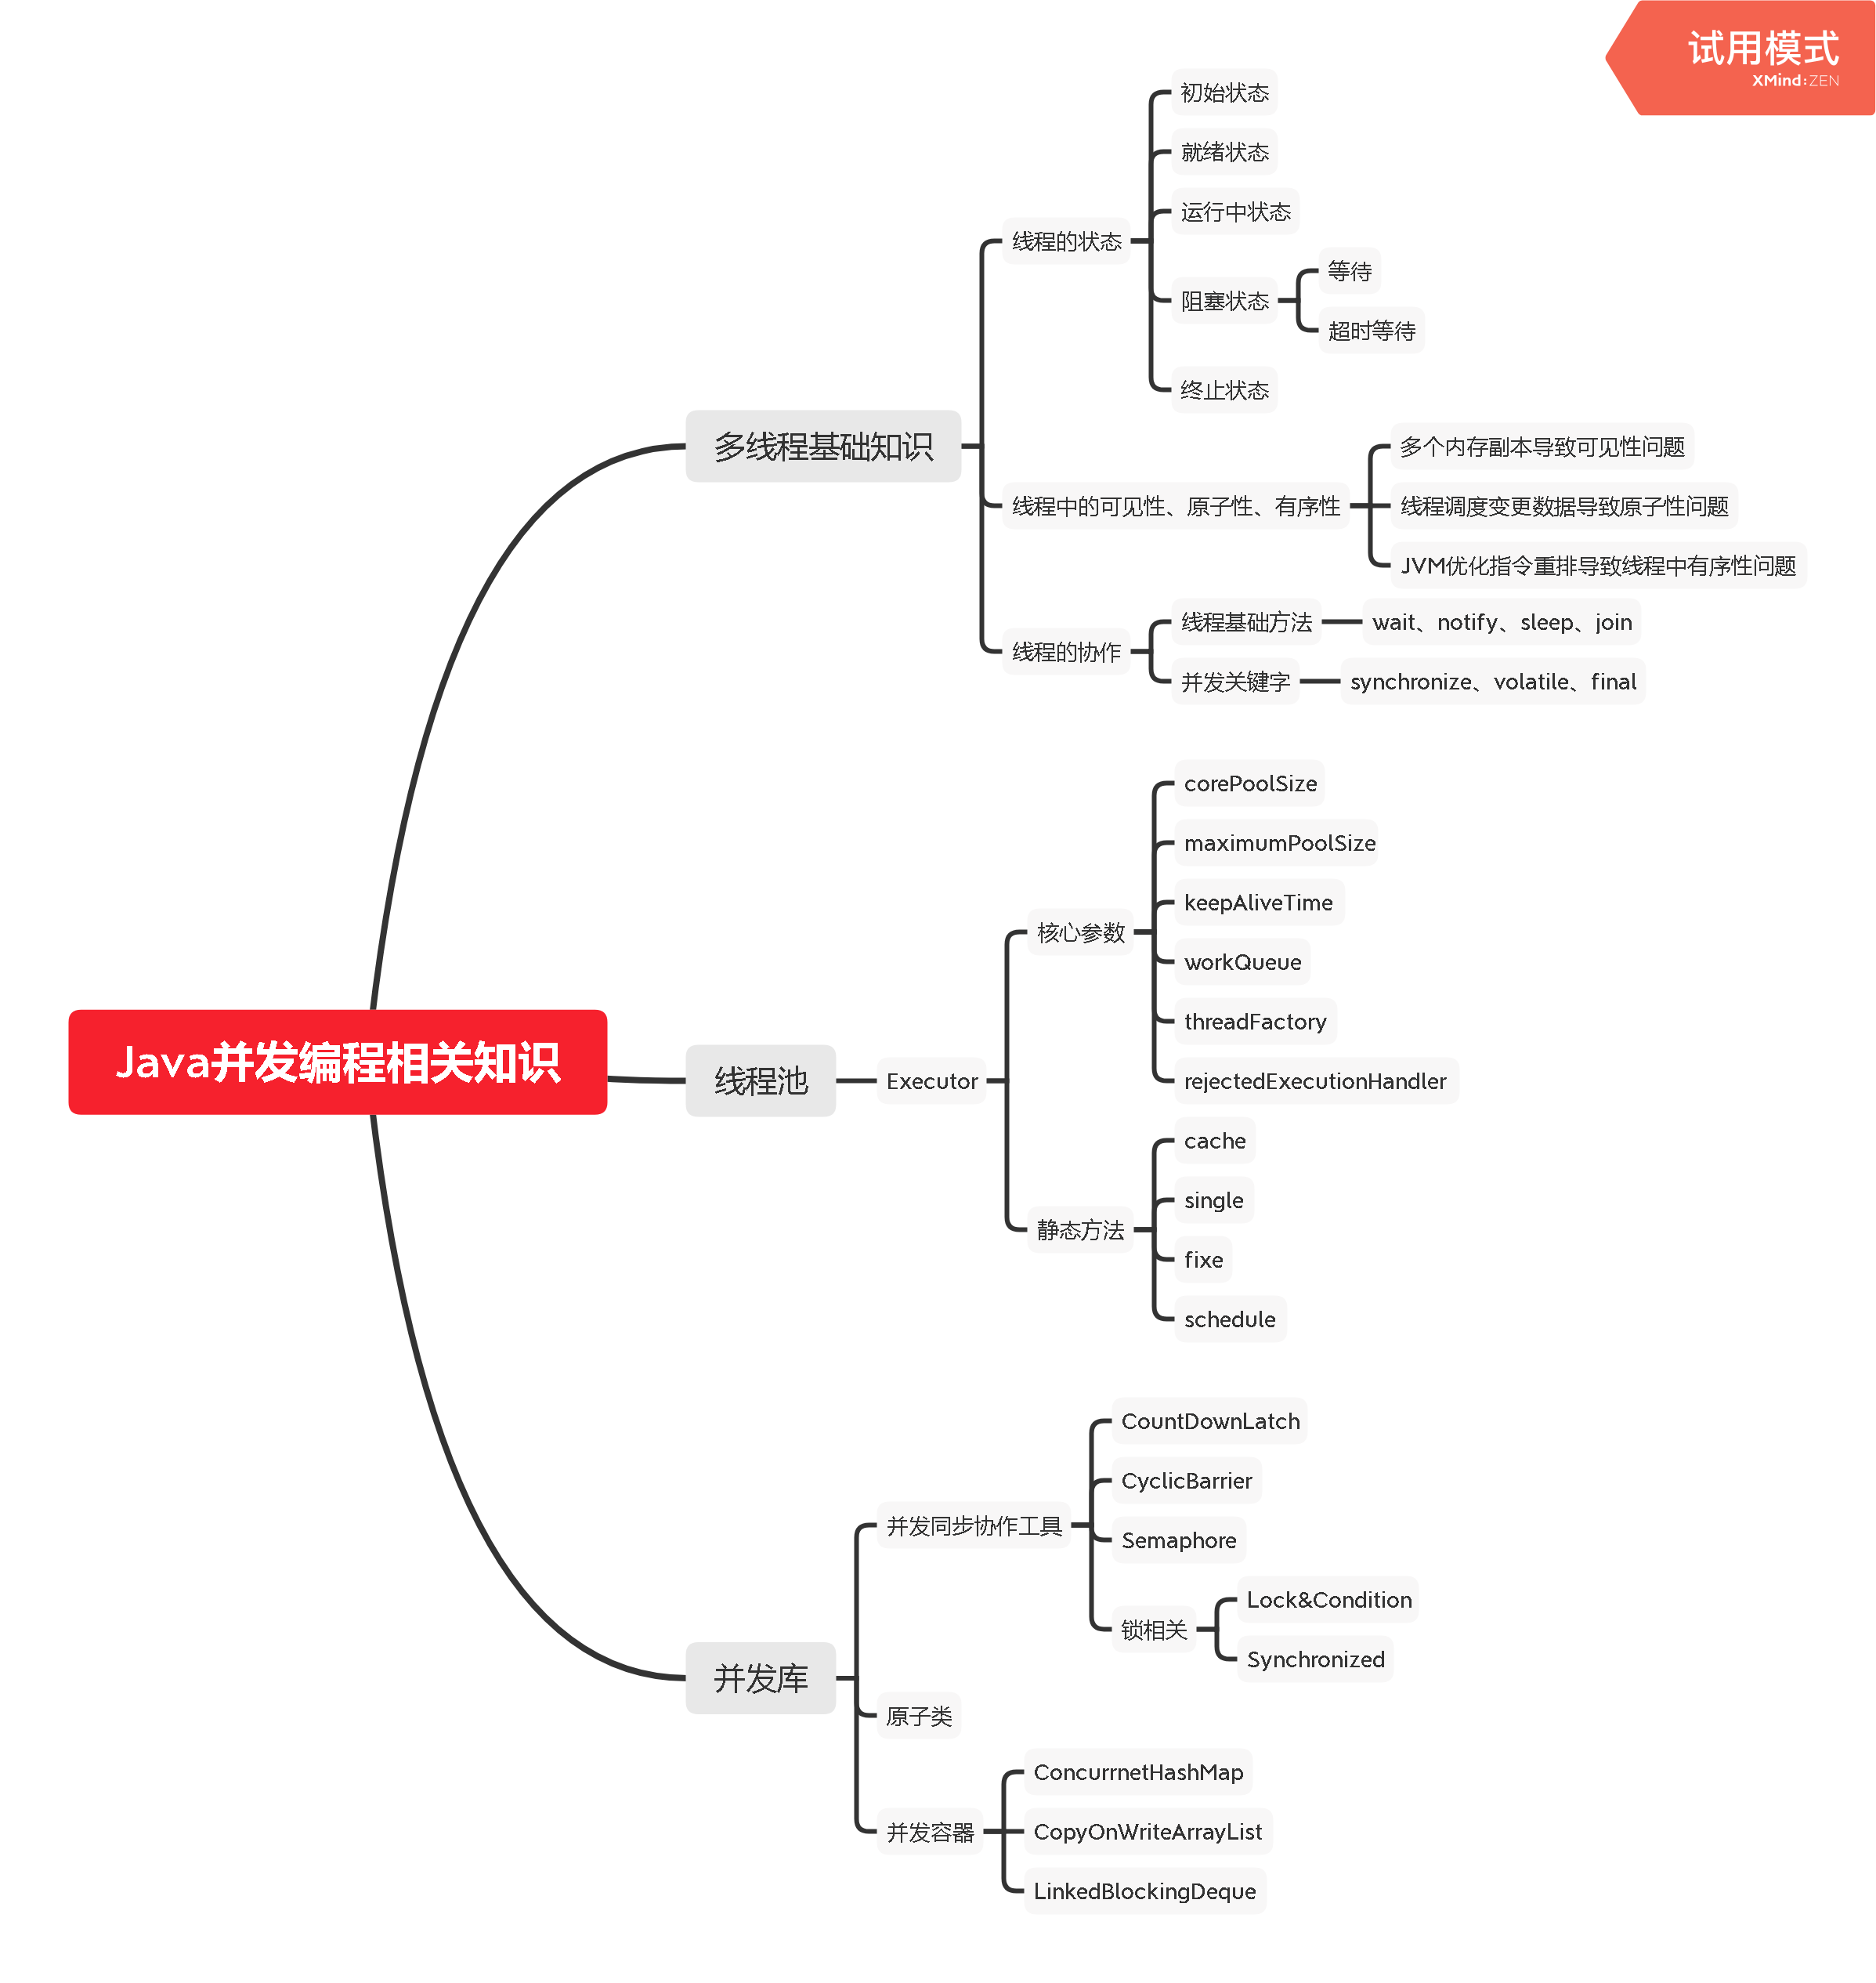 试用模式
XMind:ZEN
初始状态
就绪状态
运行中状态
线程的状态
等待
阻塞状态
超时等待
终止状态
多线程基础知识
多个内存副本导致可见性问题
线程中的可见性、原子性、有序性
线程调度变更数据导致原子性问题
JVM优化指令重排导致线程中有序性问题
线程基础方法
wait、notify、sleep、join
线程的协作
并发关键字
synchronize、volatile、final
corePoolSize
maximumPoolSize
keepAliveTime
核心参数
workQueue
threadFactory
rejectedExecutionHandler
Java并发编程相关知识
线程池
Executor
cache
single
静态方法
fixe
schedule
CountDownLatch
CyclicBarrier
并发同步协作工具
Semaphore
Lock&Condition
锁相关
Synchronized
并发库
原子类
ConcurrnetHashMap
并发容器
CopyOnWriteArrayList
LinkedBlockingDeque